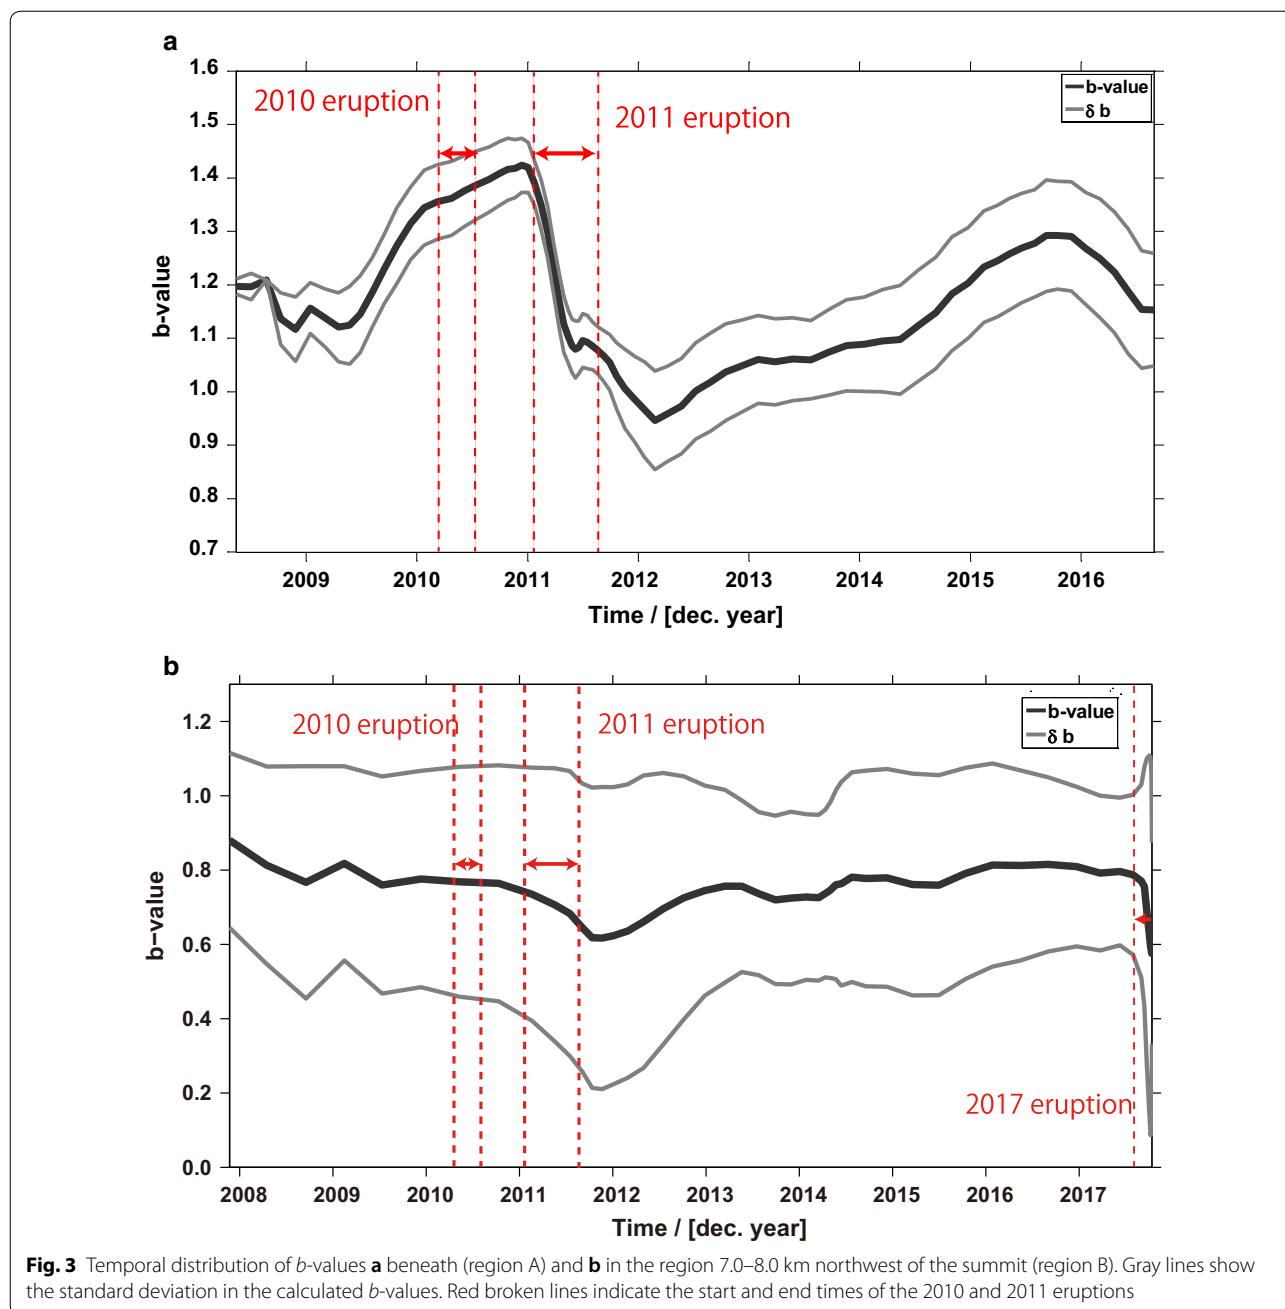 a
1.6
1.5
1.4
1.3
1.2
1.1
1.0
0.9
0.8
0.7
b-value
2010 eruption
2011 eruption
b-value
δ b
2009 2010 2011 2012 2013 2014 2015 2016
Time / [dec. year]
b
1.2
1.0
0.8
0.6
0.4
0.2
0.0
b−value
2010 eruption
2011 eruption
b-value
δ b
2017 eruption
2008 2009 2010 2011 2012 2013 2014 2015 2016 2017
Time / [dec. year]
Fig. 3 Temporal distribution of b-values a beneath (region A) and b in the region 7.0–8.0 km northwest of the summit (region B). Gray lines show
the standard deviation in the calculated b-values. Red broken lines indicate the start and end times of the 2010 and 2011 eruptions